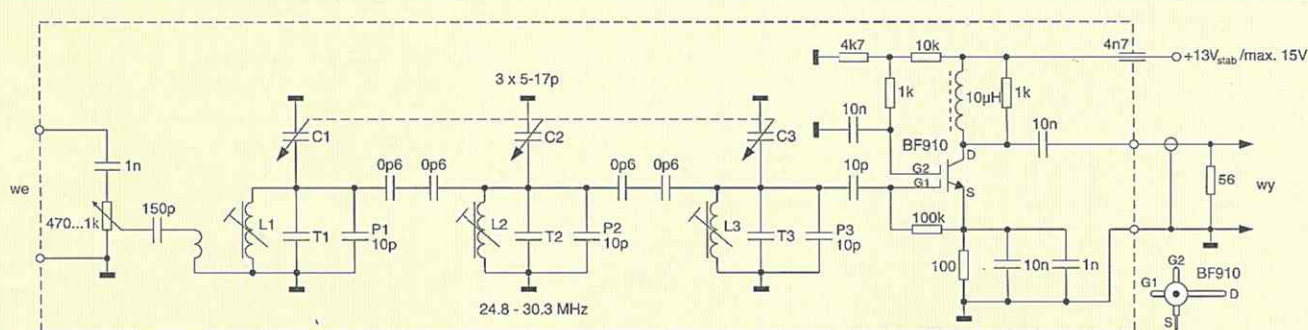 4k7
10k
4n7
+13Vstab/max. 15V
3 x 5-17p
1k
10µH
1k
10n
C1
C2
C3
10n
1n
BF910
D
we
0p6
0p6
0p6
0p6
10p
G2
G1
56
wy
150p
S
470...1k
L1
T1
P1
10p
L2
T2
P2
10p
L3
T3
P3
10p
100k
100
10n
1n
G2
BF910
G1
D
S
24.8 - 30.3 MHz